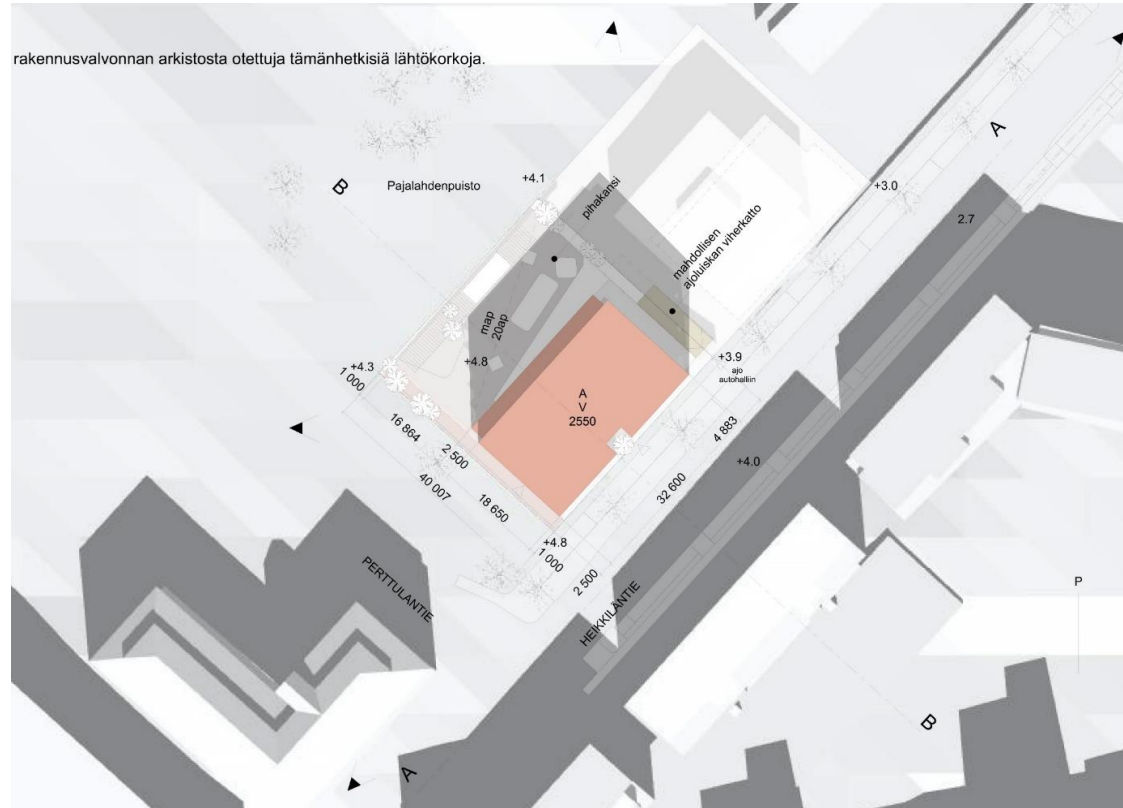 rakennusvalvonnan arkistosta otettuja tämänhetkisiä lähtökorkoja.
A
B
Pajalahdenpuisto
+4.1
pihakansi
+3.0
2.7
mahdollisen
ajoluiskan viherkatto
map
20ap
+4.8
+4.3
1 000
+3.9
ajo
autohalliin
A
V
2550
16 864
2 500
40 007
18 650
4 883
+4.0
32 600
+4.8
1 000
2 500
PERTTULANTIE
HEIKKILÄNTIE
P
B
A